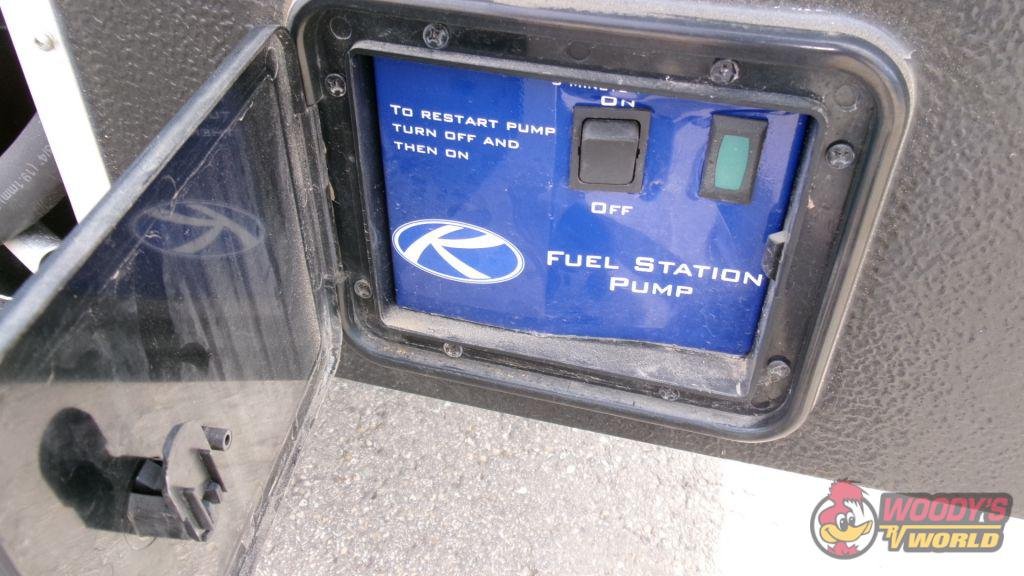 On
To restart pump
turn off and
then on
Off
K
Fuel Station
Pump
WOODY'S
RV WORLD